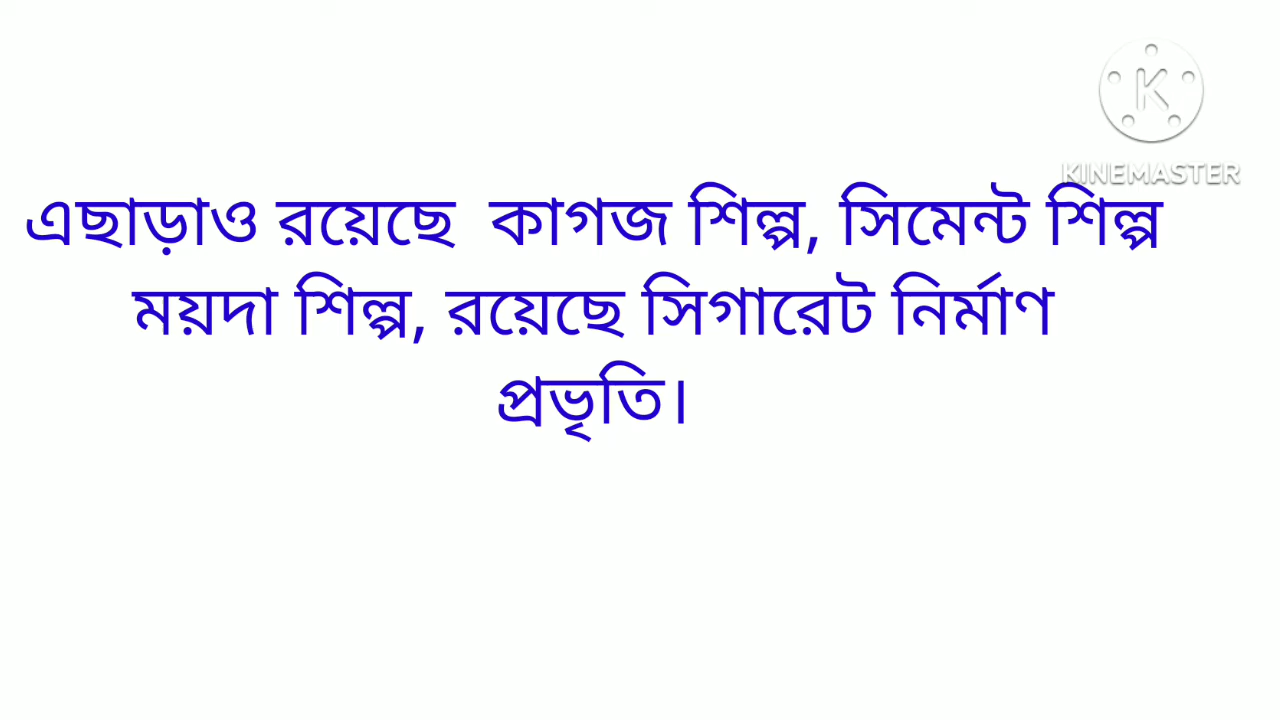 KINEMASTER
এছাড়াও রয়েছে কাগজ শিল্প, সিমেন্ট শিল্প
ময়দা শিল্প, রয়েছে সিগারেট নির্মাণ
প্রভৃতি।